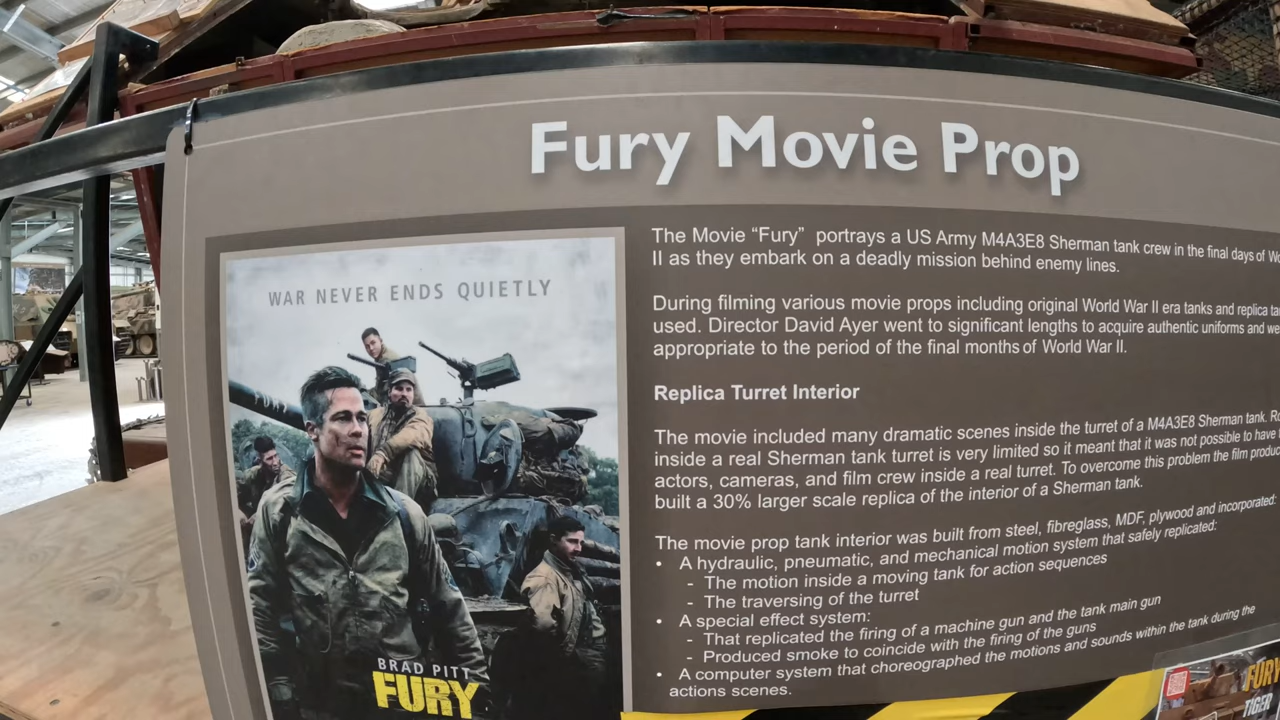 Fury Movie Prop
WAR NEVER ENDS QUIETLY
FURY
BRAD PITT
FURY
The Movie “Fury” portrays a US Army M4A3E8 Sherman tank crew in the final days of
II as they embark on a deadly mission behind enemy lines.
During filming various movie props including original World War II era tanks and replica
used. Director David Ayer went to significant lengths to acquire authentic uniforms and
appropriate to the period of the final months of World War II.
Replica Turret Interior
The movie included many dramatic scenes inside the turret of a M4A3E8 Sherman tank.
inside a real Sherman tank turret is very limited so it meant that it was not possible to have
actors, cameras, and film crew inside a real turret. To overcome this problem the film
built a 30% larger scale replica of the interior of a Sherman tank.
The movie prop tank interior was built from steel, fibreglass, MDF, plywood and incorporated:
• A hydraulic, pneumatic, and mechanical motion system that safely replicated:
- The motion inside a moving tank for action sequences
- The traversing of the turret
• A special effect system:
- That replicated the firing of a machine gun and the tank main gun
- Produced smoke to coincide with the firing of the guns
• A computer system that choreographed the motions and sounds within the tank during the
actions scenes.
FURY
TIGER